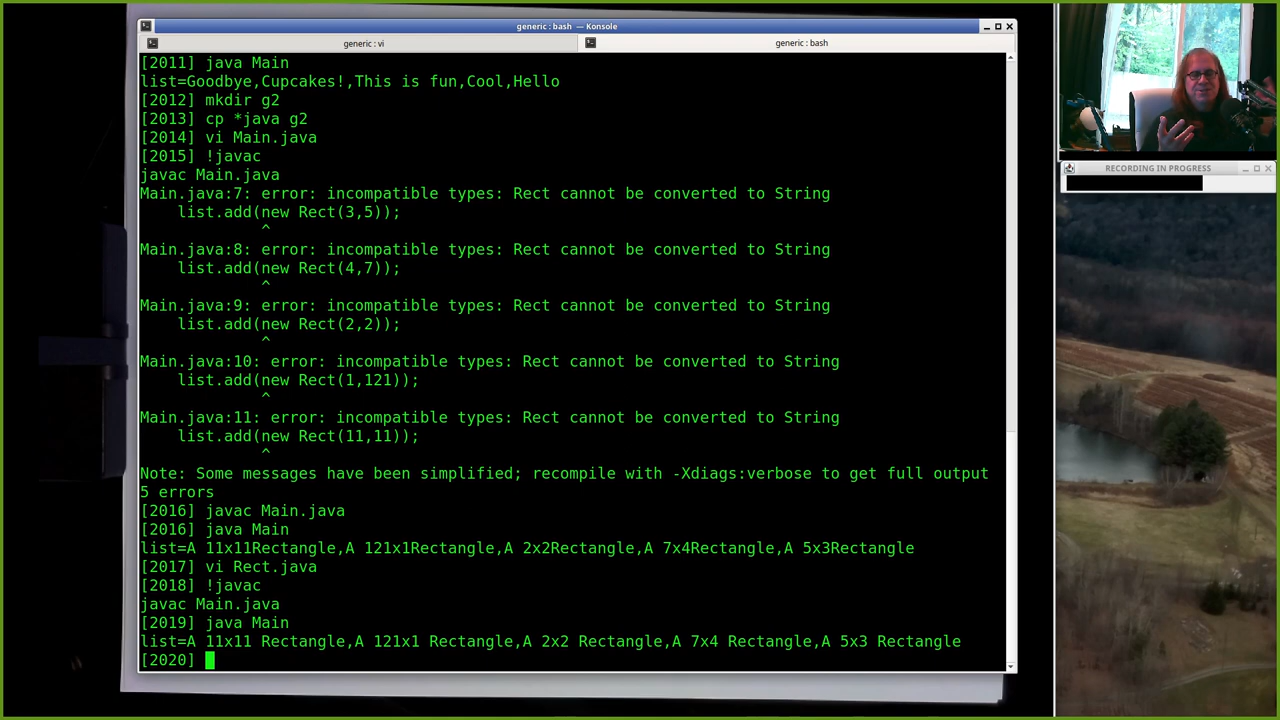 generic : bash — Konsole
generic : vi
generic : bash
[2011] java Main
list=Goodbye,Cupcakes!,This is fun,Cool,Hello
[2012] mkdir g2
[2013] cp *java g2
[2014] vi Main.java
[2015] !javac
javac Main.java
Main.java:7: error: incompatible types: Rect cannot be converted to String
    list.add(new Rect(3,5));
             ^
Main.java:8: error: incompatible types: Rect cannot be converted to String
    list.add(new Rect(4,7));
             ^
Main.java:9: error: incompatible types: Rect cannot be converted to String
    list.add(new Rect(2,2));
             ^
Main.java:10: error: incompatible types: Rect cannot be converted to String
    list.add(new Rect(1,121));
             ^
Main.java:11: error: incompatible types: Rect cannot be converted to String
    list.add(new Rect(11,11));
             ^
Note: Some messages have been simplified; recompile with -Xdiags:verbose to get full output
5 errors
[2016] javac Main.java
[2016] java Main
list=A 11x11Rectangle,A 121x1Rectangle,A 2x2Rectangle,A 7x4Rectangle,A 5x3Rectangle
[2017] vi Rect.java
[2018] !javac
javac Main.java
[2019] java Main
list=A 11x11 Rectangle,A 121x1 Rectangle,A 2x2 Rectangle,A 7x4 Rectangle,A 5x3 Rectangle
[2020]
RECORDING IN PROGRESS